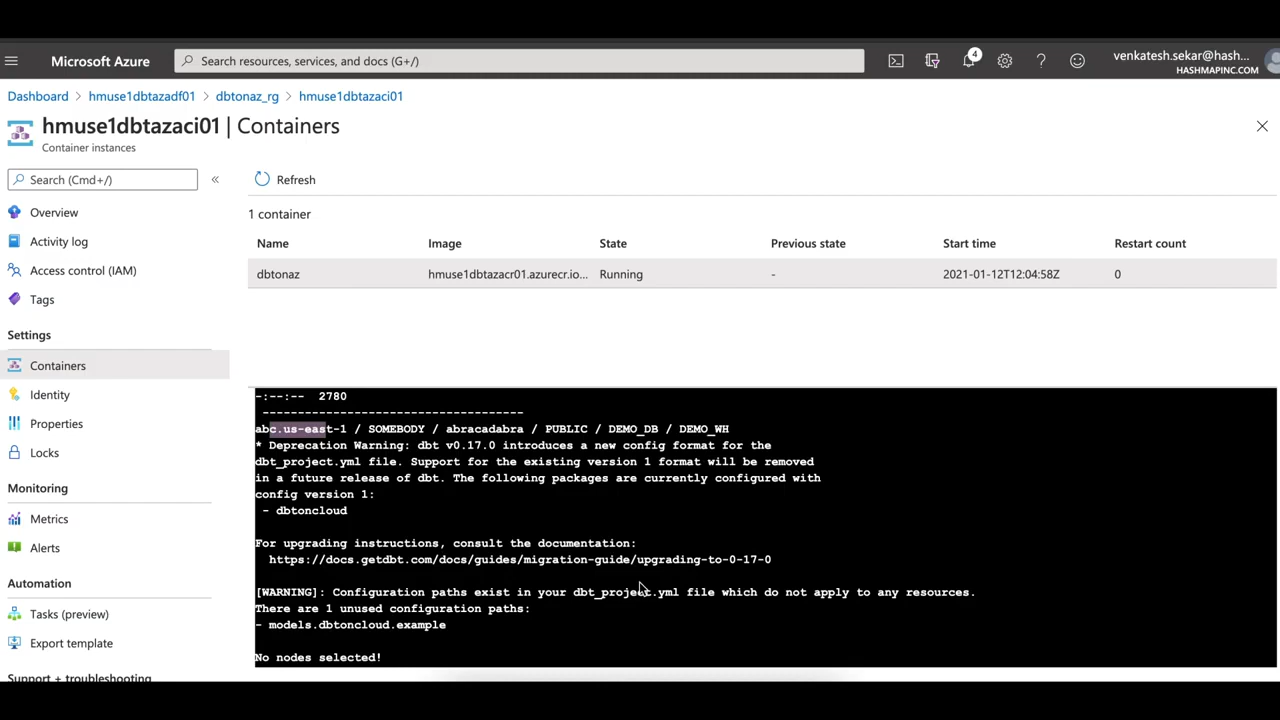 Microsoft Azure
Search resources, services, and docs (G+/)
4
venkatesh.sekar@hash...
HASHMAPINC.COM
Dashboard > hmuse1dbtazadf01 > dbtonaz_rg > hmuse1dbtazaci01
hmuse1dbtazaci01 | Containers
Container instances
Search (Cmd+/)
«
Overview
Activity log
Access control (IAM)
Tags
Settings
Containers
Identity
Properties
Locks
Monitoring
Metrics
Alerts
Automation
Tasks (preview)
Export template
Support + troubleshooting
Refresh
1 container
Name Image State Previous state Start time Restart count
dbtonaz hmuse1dbtazacr01.azurecr.io... Running - 2021-01-12T12:04:58Z 0
-:--:-- 2780
-------------------------------------
abc.us-east-1 / SOMEBODY / abracadabra / PUBLIC / DEMO_DB / DEMO_WH
* Deprecation Warning: dbt v0.17.0 introduces a new config format for the
dbt_project.yml file. Support for the existing version 1 format will be removed
in a future release of dbt. The following packages are currently configured with
config version 1:
- dbtoncloud
For upgrading instructions, consult the documentation:
https://docs.getdbt.com/docs/guides/migration-guide/upgrading-to-0-17-0
[WARNING]: Configuration paths exist in your dbt_project.yml file which do not apply to any resources.
There are 1 unused configuration paths:
- models.dbtoncloud.example
No nodes selected!